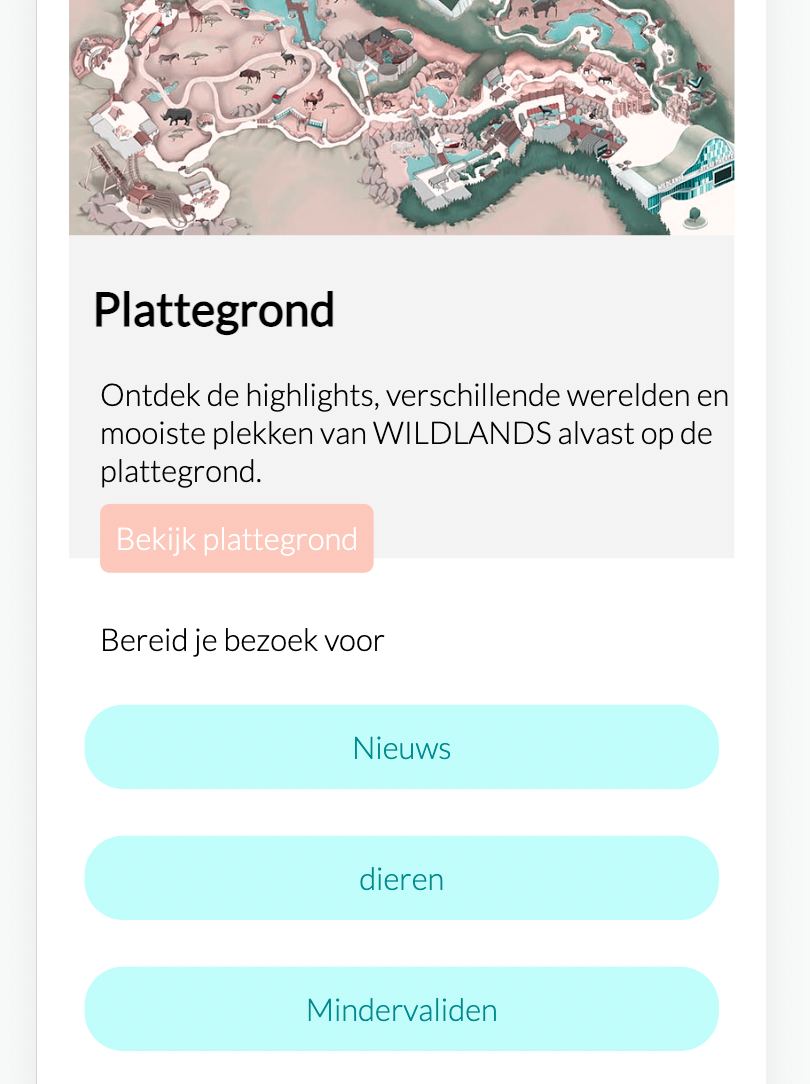 Plattegrond
Ontdek de highlights, verschillende werelden en
mooiste plekken van WILDLANDS alvast op de
plattegrond.
Bekijk plattegrond
Bereid je bezoek voor
Nieuws
dieren
Mindervaliden